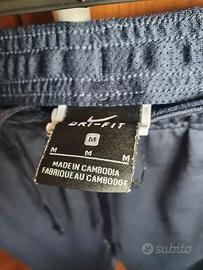 DRI-FIT
M
M M M
MADE IN CAMBODIA
FABRIQUÉ AU CAMBODGE
subito